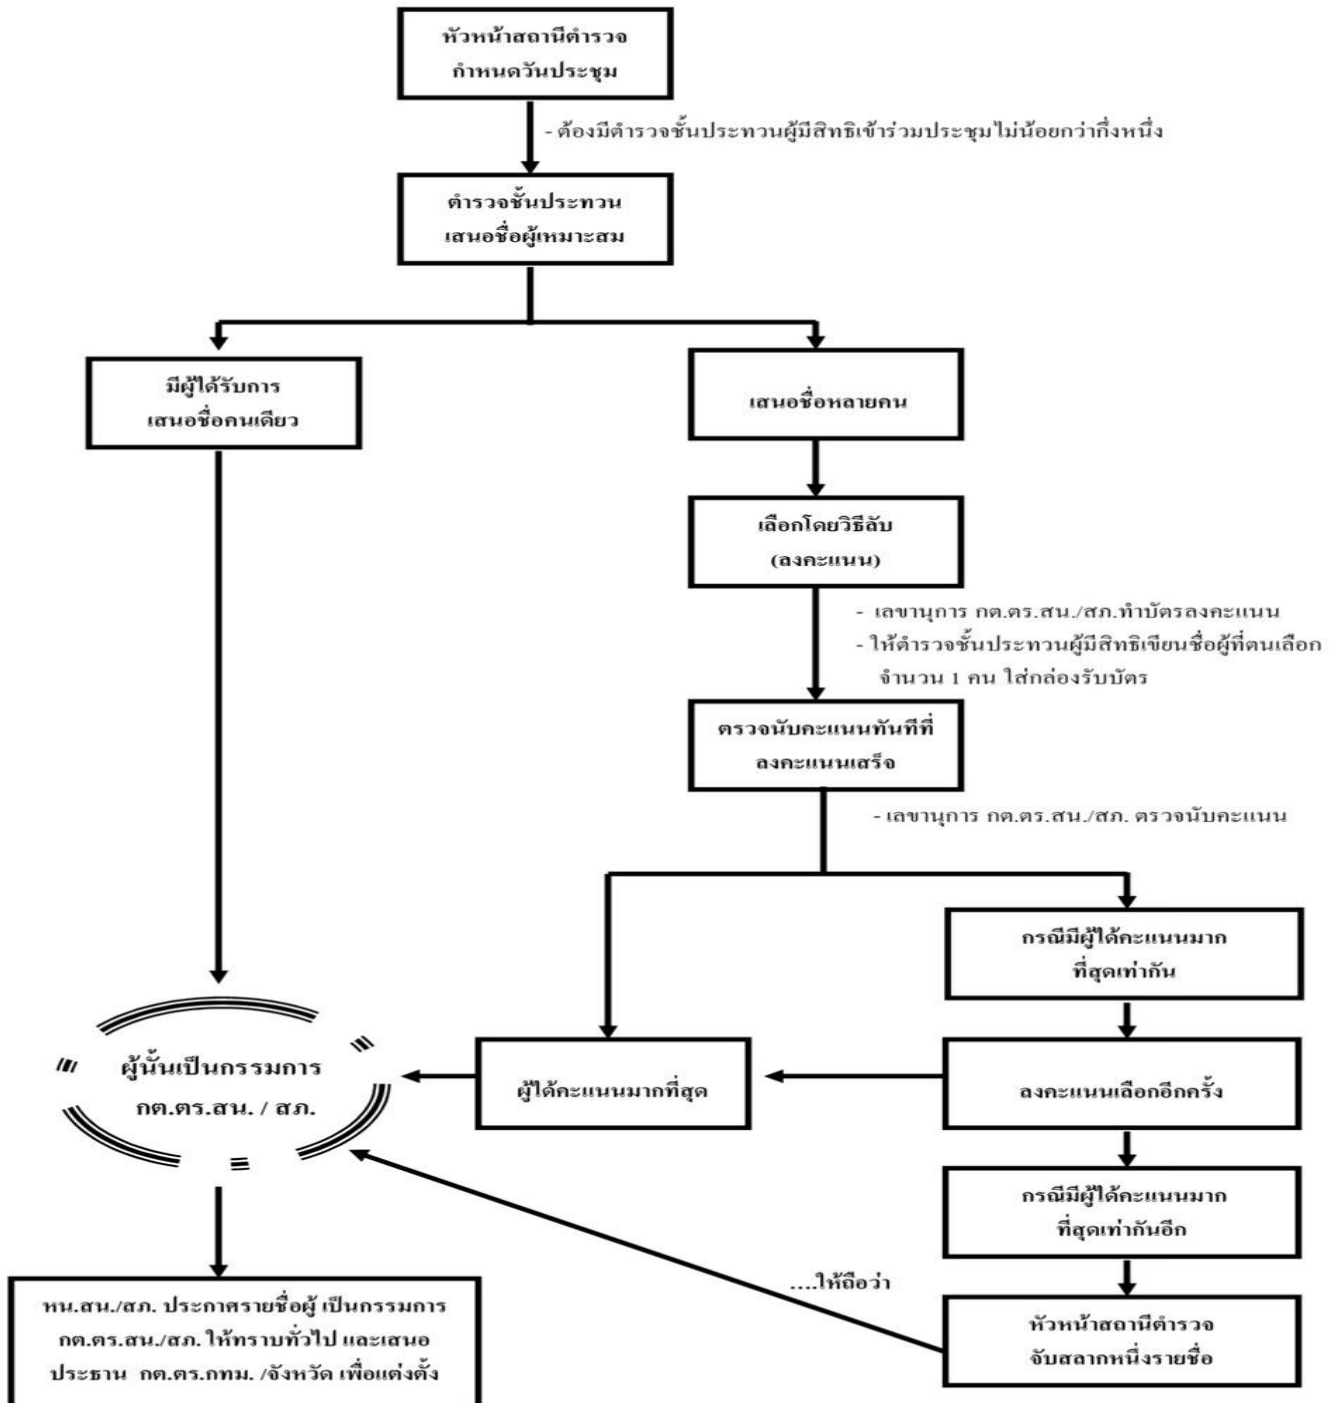 หัวหน้าสถานีตำรวจ
กำหนดวันประชุม
- ต้องมีตำรวจชั้นประทวนผู้มีสิทธิเข้าร่วมประชุมไม่น้อยกว่ากึ่งหนึ่ง
ตำรวจชั้นประทวน
เสนอชื่อผู้เหมาะสม
มีผู้ได้รับการ
เสนอชื่อคนเดียว
เสนอชื่อหลายคน
เลือกโดยวิธีลับ
(ลงคะแนน)
- เลขานุการ กต.ตร.สน./สภ.ทำบัตรลงคะแนน
- ให้ตำรวจชั้นประทวนผู้มีสิทธิเขียนชื่อผู้ที่ตนเลือก
จำนวน 1 คน ใส่กล่องรับบัตร
ตรวจนับคะแนนทันทีที่
ลงคะแนนเสร็จ
- เลขานุการ กต.ตร.สน./สภ. ตรวจนับคะแนน
กรณีมีผู้ได้คะแนนมาก
ที่สุดเท่ากัน
ผู้นั้นเป็นกรรมการ
กต.ตร.สน. / สภ.
ผู้ได้คะแนนมากที่สุด
ลงคะแนนเลือกอีกครั้ง
กรณีมีผู้ได้คะแนนมาก
ที่สุดเท่ากันอีก
....ให้ถือว่า
หัวหน้าสถานีตำรวจ
จับสลากหนึ่งรายชื่อ
หน.สน./สภ. ประกาศรายชื่อผู้ เป็นกรรมการ
กต.ตร.สน./สภ. ให้ทราบทั่วไป และเสนอ
ประธาน กต.ตร.กทม. /จังหวัด เพื่อแต่งตั้ง